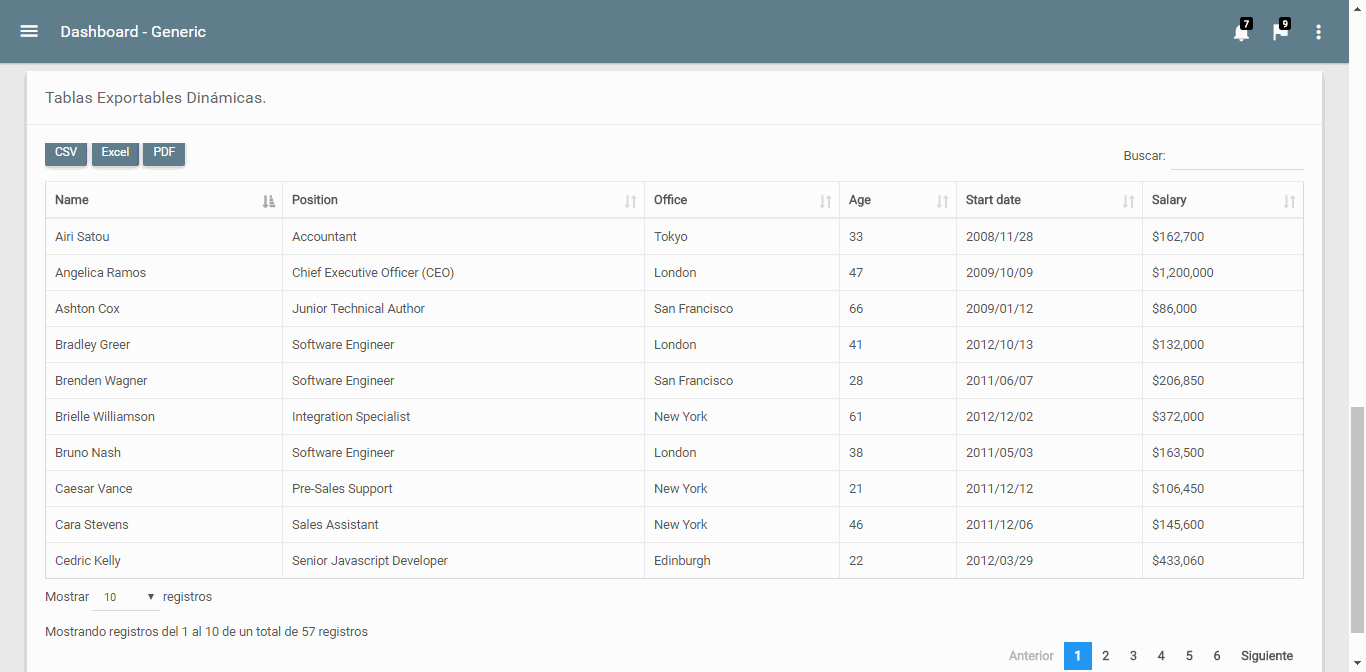 Dashboard - Generic 7 9
Tablas Exportables Dinámicas.
CSV Excel PDF Buscar:
Name Position Office Age Start date Salary
Airi Satou Accountant Tokyo 33 2008/11/28 $162,700
Angelica Ramos Chief Executive Officer (CEO) London 47 2009/10/09 $1,200,000
Ashton Cox Junior Technical Author San Francisco 66 2009/01/12 $86,000
Bradley Greer Software Engineer London 41 2012/10/13 $132,000
Brenden Wagner Software Engineer San Francisco 28 2011/06/07 $206,850
Brielle Williamson Integration Specialist New York 61 2012/12/02 $372,000
Bruno Nash Software Engineer London 38 2011/05/03 $163,500
Caesar Vance Pre-Sales Support New York 21 2011/12/12 $106,450
Cara Stevens Sales Assistant New York 46 2011/12/06 $145,600
Cedric Kelly Senior Javascript Developer Edinburgh 22 2012/03/29 $433,060
Mostrar 10 registros
Mostrando registros del 1 al 10 de un total de 57 registros
Anterior 1 2 3 4 5 6 Siguiente